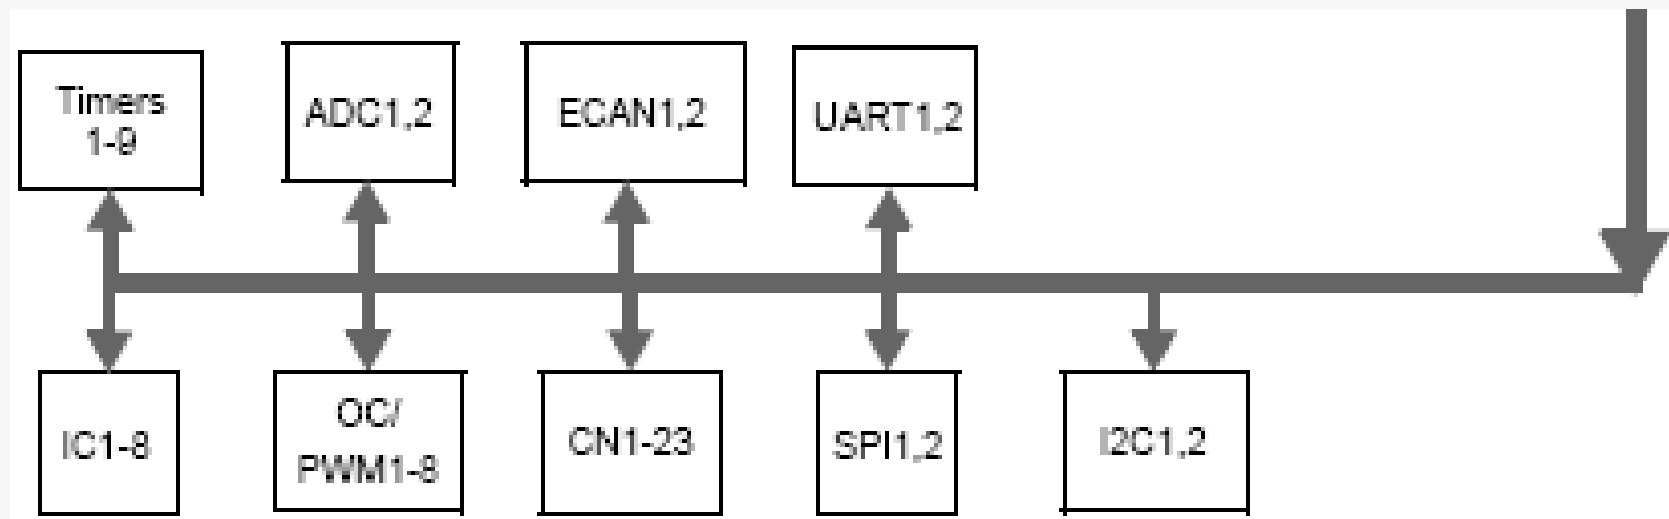 Timers
1-9
ADC1,2
ECAN1,2
UART1,2
IC1-8
OC/
PWM1-8
CN1-23
SPI1,2
I2C1,2